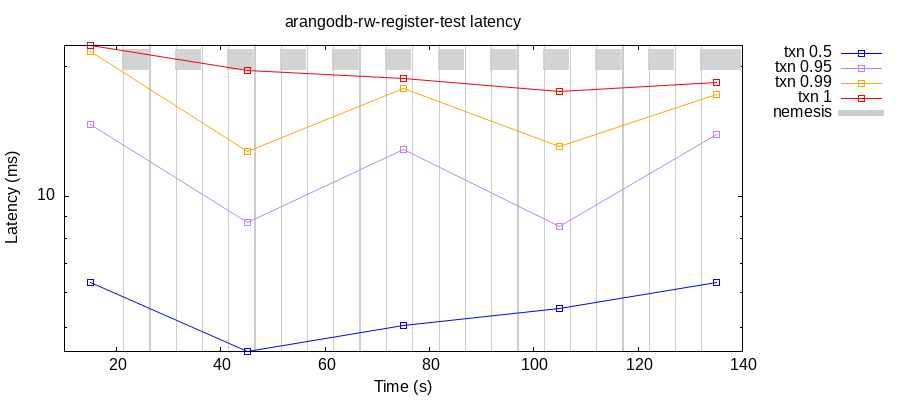 arangodb-rw-register-test latency
txn 0.5
txn 0.95
txn 0.99
txn 1
nemesis
Latency (ms)
10
20 40 60 80 100 120 140
Time (s)